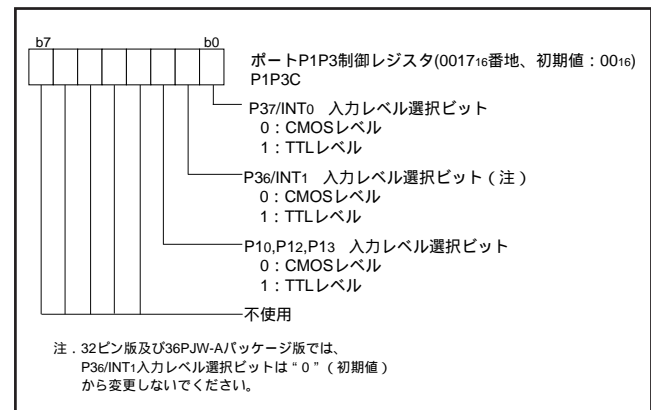 b7 b0
ポートP1P3制御レジスタ(001716番地、初期値：0016)
P1P3C
P37/INT0 入力レベル選択ビット
0：CMOSレベル
1：TTLレベル
P36/INT1 入力レベル選択ビット（注）
0：CMOSレベル
1：TTLレベル
P10,P12,P13 入力レベル選択ビット
0：CMOSレベル
1：TTLレベル
不使用
注．32ピン版及び36PJW-Aパッケージ版では、
P36/INT1入力レベル選択ビットは“0”（初期値）
から変更しないでください。